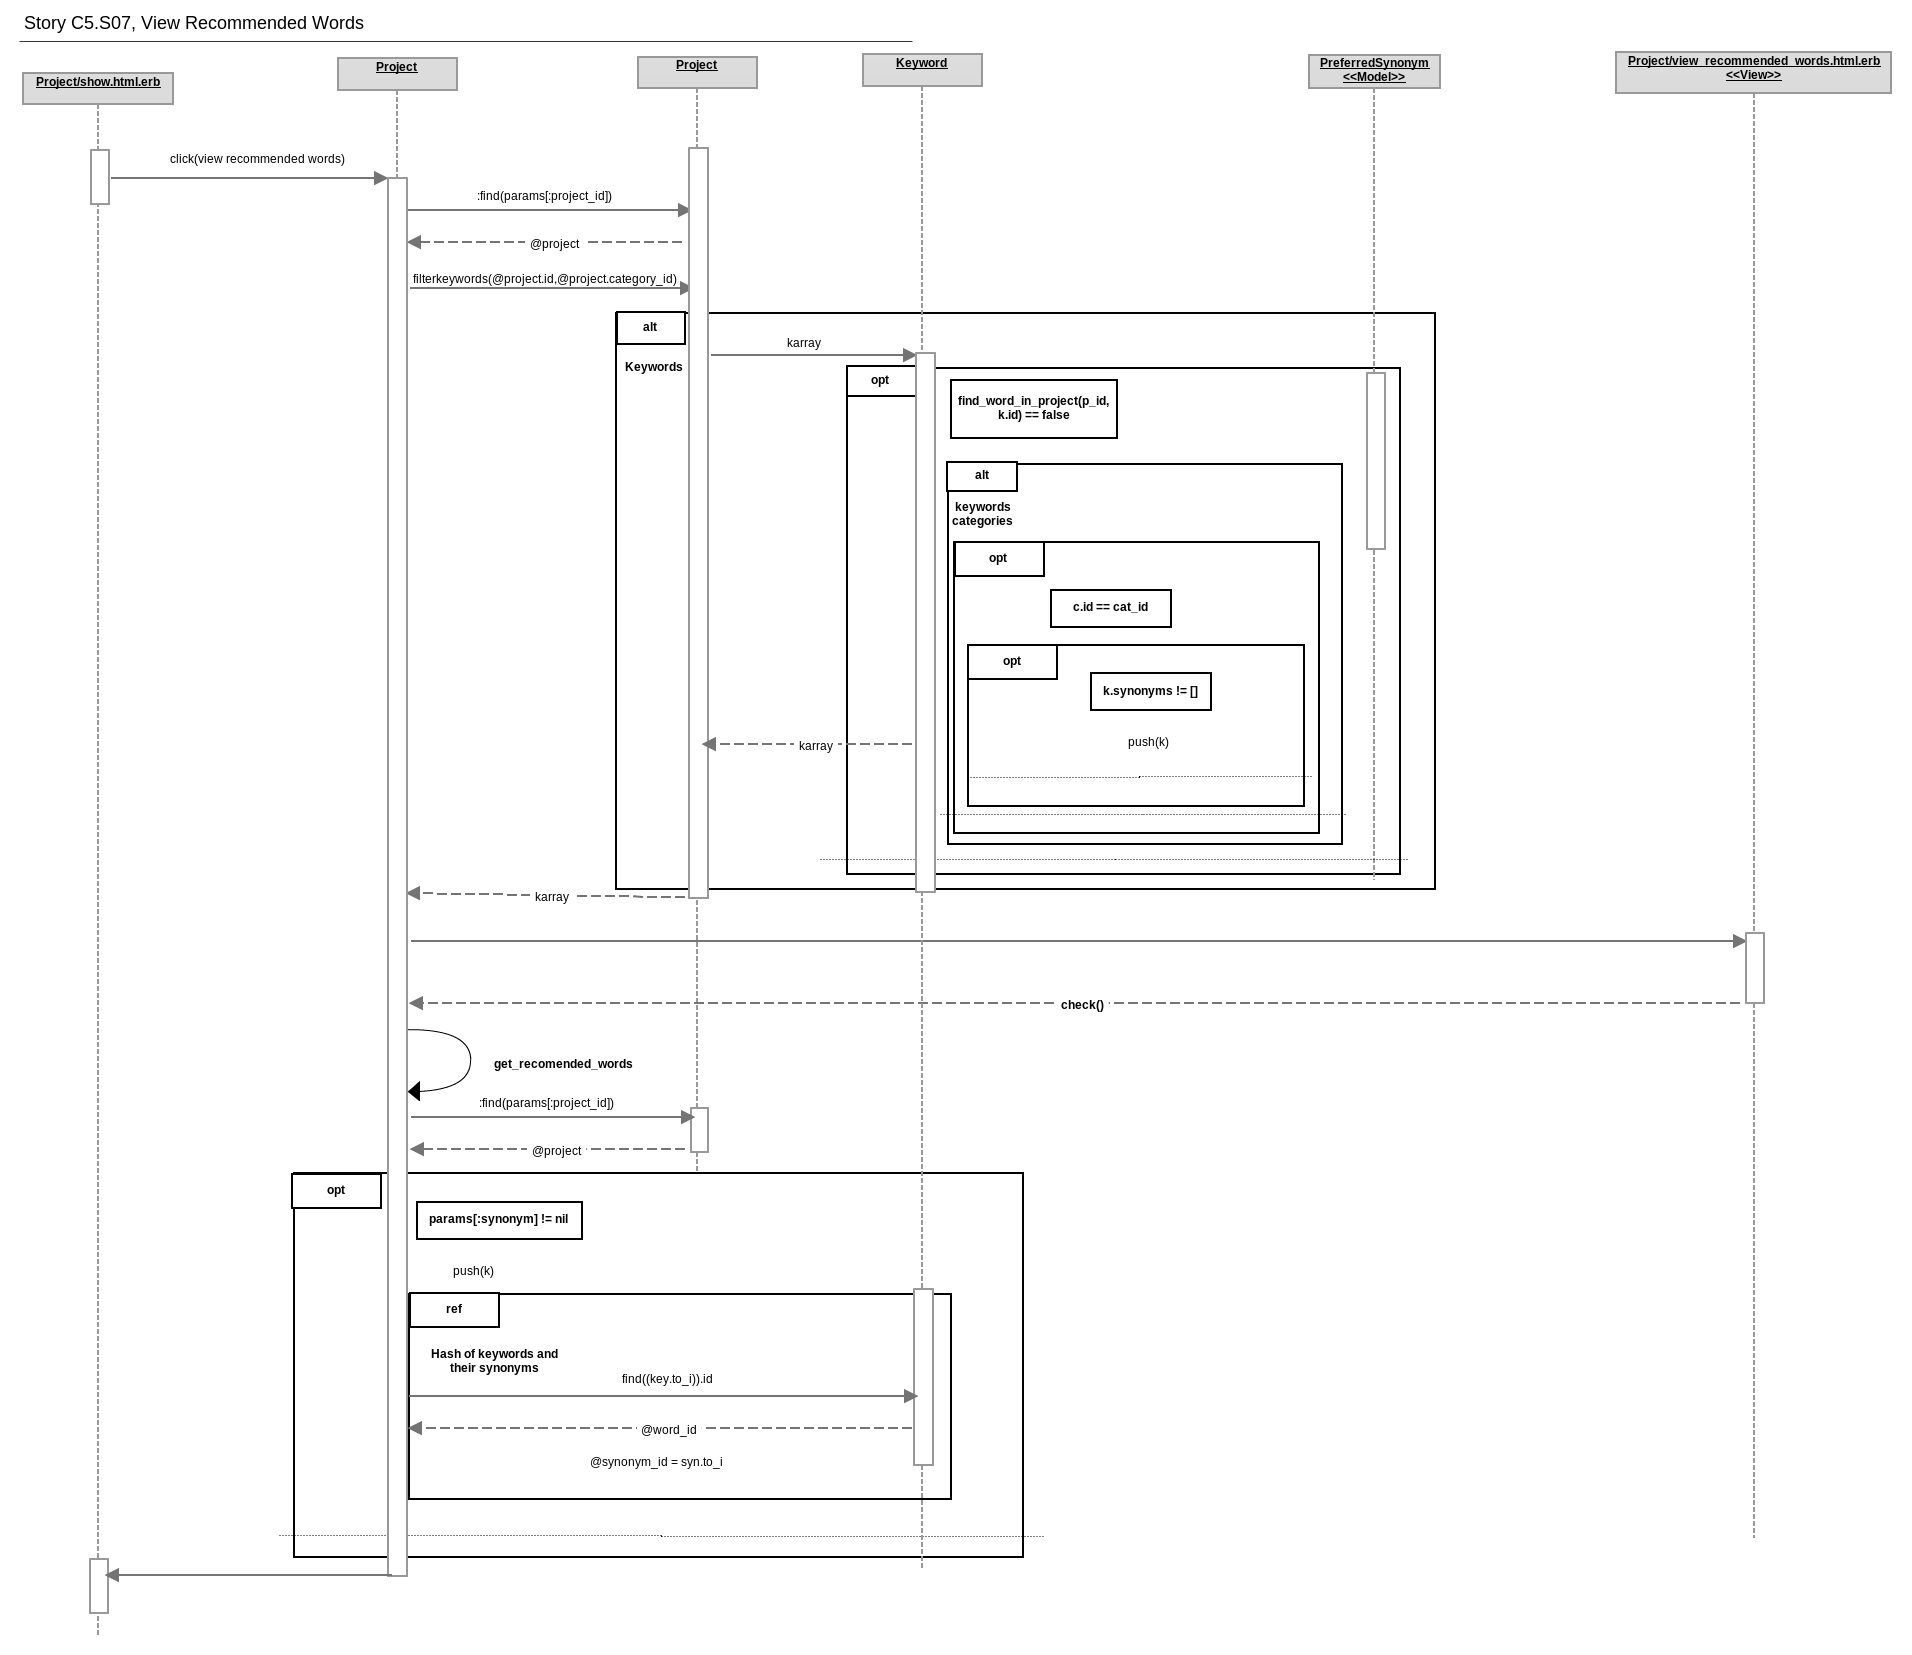 Story C5.S07, View Recommended Words
Project/show.html.erb
Project
Project
Keyword
PreferredSynonym
<<Model>>
Project/view_recommended_words.html.erb
<<View>>
click(view recommended words)
:find(params[:project_id])
@project
filterkeywords(@project.id,@project.category_id)
alt
Keywords
karray
opt
find_word_in_project(p_id,
k.id) == false
alt
keywords
categories
opt
c.id == cat_id
opt
k.synonyms != []
push(k)
karray
karray
check()
get_recomended_words
:find(params[:project_id])
@project
opt
params[:synonym] != nil
push(k)
ref
Hash of keywords and
their synonyms
find((key.to_i)).id
@word_id
@synonym_id = syn.to_i